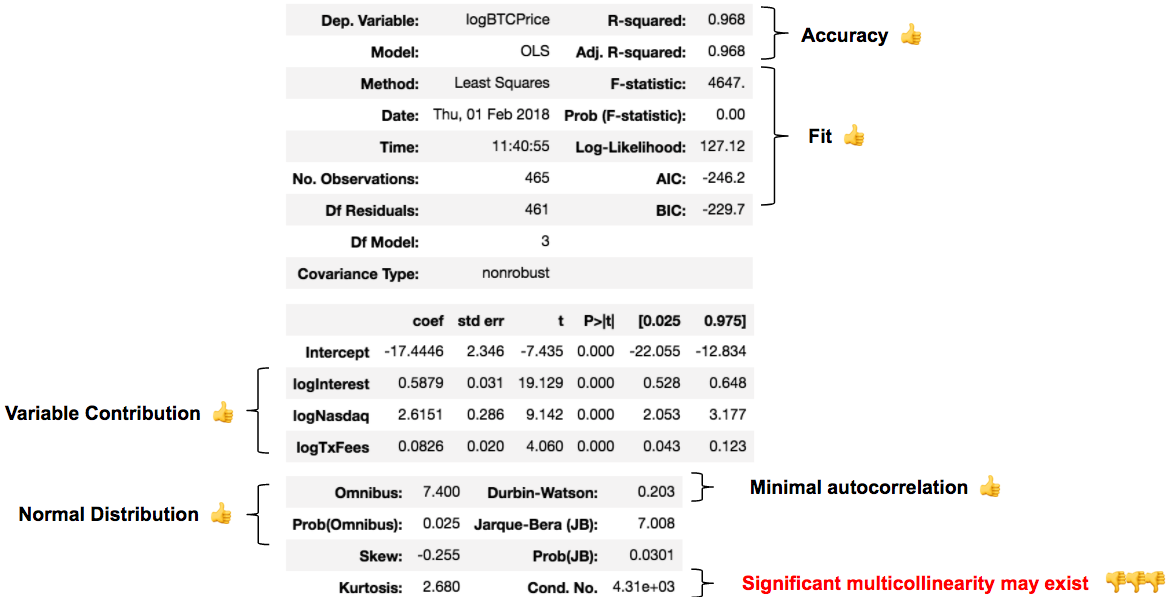 Dep. Variable: logBTCPrice R-squared: 0.968
Accuracy 👍
Model: OLS Adj. R-squared: 0.968
Method: Least Squares F-statistic: 4647.
Date: Thu, 01 Feb 2018 Prob (F-statistic): 0.00
Fit 👍
Time: 11:40:55 Log-Likelihood: 127.12
No. Observations: 465 AIC: -246.2
Df Residuals: 461 BIC: -229.7
Df Model: 3
Covariance Type: nonrobust
coef std err t P>|t| [0.025 0.975]
Intercept -17.4446 2.346 -7.435 0.000 -22.055 -12.834
logInterest 0.5879 0.031 19.129 0.000 0.528 0.648
Variable Contribution 👍
logNasdaq 2.6151 0.286 9.142 0.000 2.053 3.177
logTxFees 0.0826 0.020 4.060 0.000 0.043 0.123
Omnibus: 7.400 Durbin-Watson: 0.203
Minimal autocorrelation 👍
Normal Distribution 👍
Prob(Omnibus): 0.025 Jarque-Bera (JB): 7.008
Skew: -0.255 Prob(JB): 0.0301
Kurtosis: 2.680 Cond. No. 4.31e+03
Significant multicollinearity may exist 👎👎👎